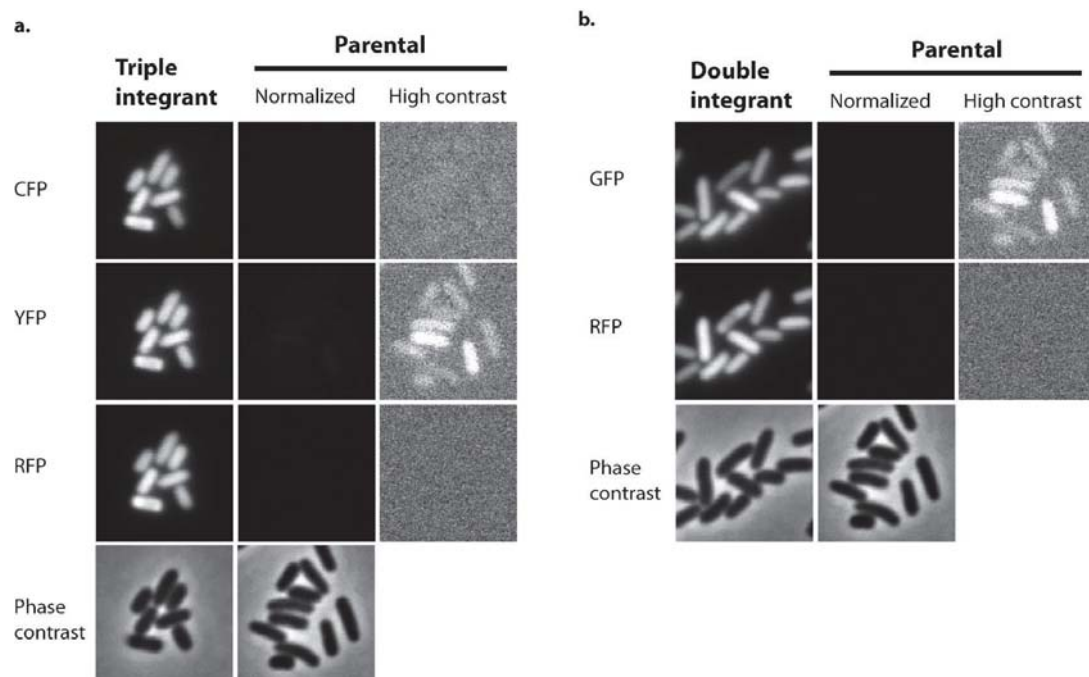 a.
Triple
integrant
Parental
Normalized
High contrast
CFP
YFP
RFP
Phase
contrast
b.
Double
integrant
Parental
Normalized
High contrast
GFP
RFP
Phase
contrast